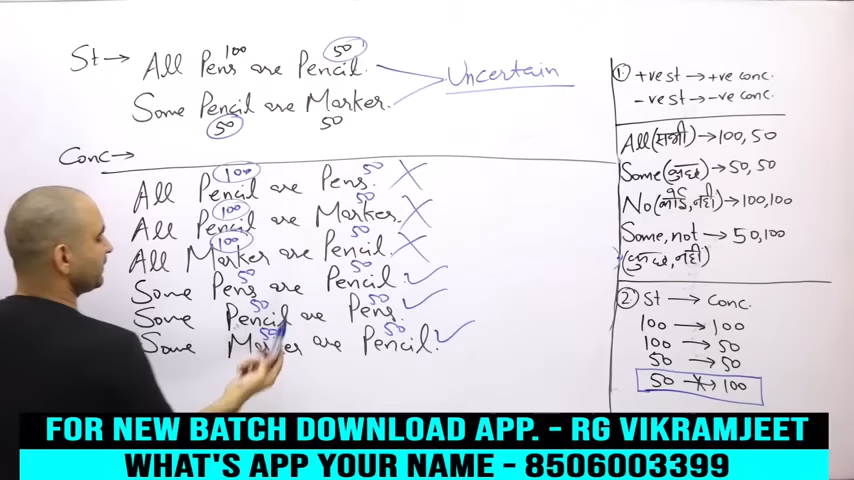 St → All Pens 100 are Pencil. 50
Uncertain
Some Pencil are Marker.
50 50
Conc →
All Pencil 100 are Pens. 50 ✗
All Pencil 100 are Marker. 50 ✗
All Marker 100 are Pencil 50 ✗
Some Pens 50 are Pencil 50 ✓
Some Pencil 50 are Pens. 50 ✓
Some Marker 50 are Pencil. 50 ✓
1. +ve st → +ve conc.
-ve st → -ve conc.
All (सभी) → 100, 50
Some (कुछ) → 50, 50
No (कोई नहीं) → 100, 100
Some, not → 50, 100
(कुछ, नहीं)
2. St → Conc.
100 → 100
100 → 50
50 → 50
50 ✗→ 100
FOR NEW BATCH DOWNLOAD APP. - RG VIKRAMJEET
WHAT'S APP YOUR NAME - 8506003399